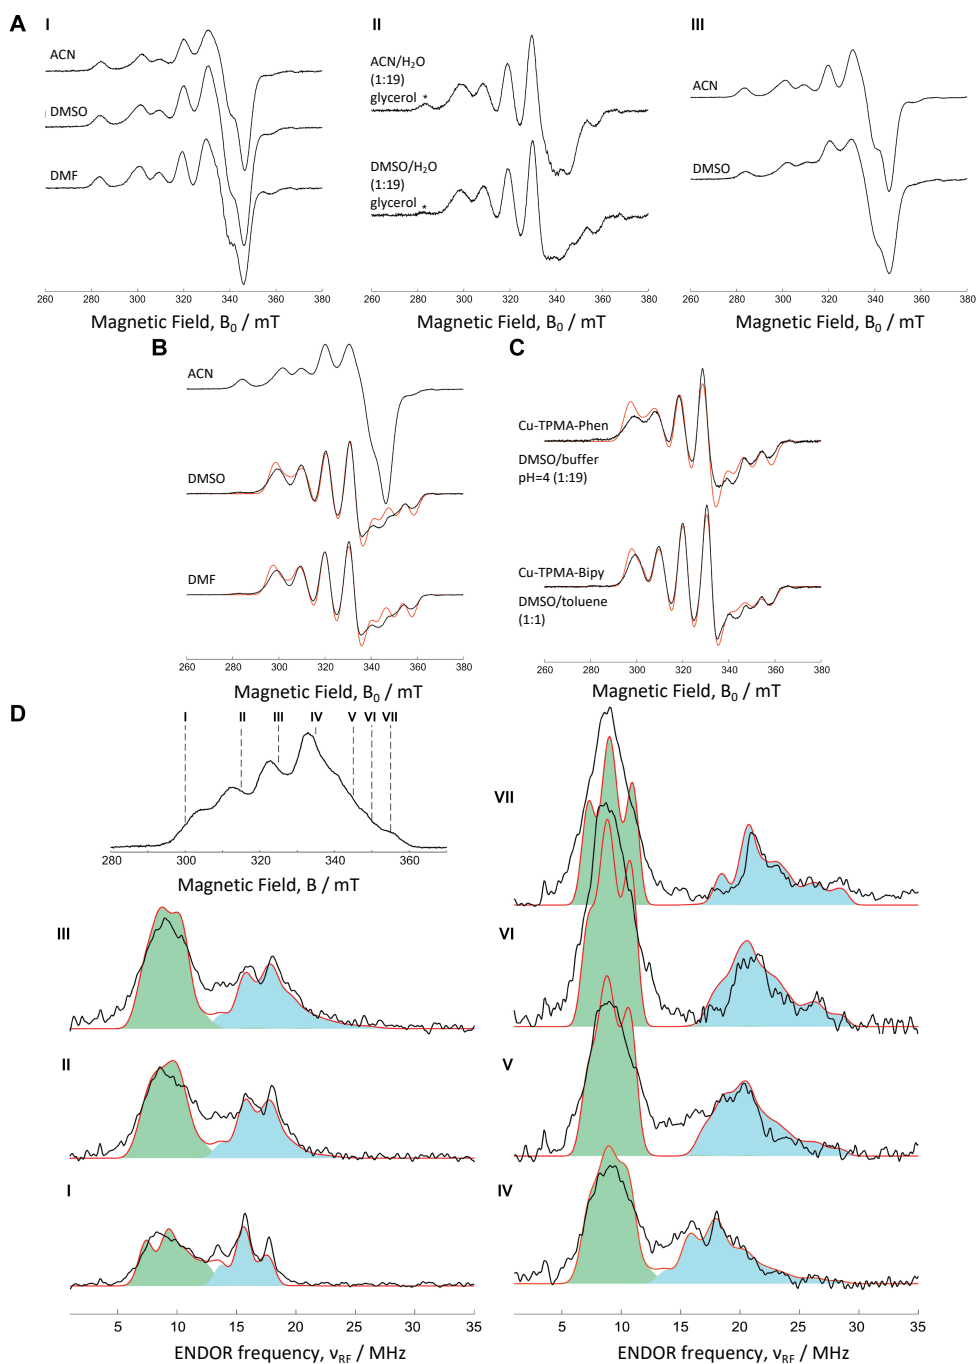 A
I
II
III
ACN
DMSO
DMF
260 280 300 320 340 360 380
Magnetic Field, B₀ / mT
ACN/H₂O
(1:19)
glycerol *
DMSO/H₂O
(1:19)
glycerol *
260 280 300 320 340 360 380
Magnetic Field, B₀ / mT
ACN
DMSO
260 280 300 320 340 360 380
Magnetic Field, B₀ / mT
B
ACN
DMSO
DMF
260 280 300 320 340 360 380
Magnetic Field, B₀ / mT
C
Cu-TPMA-Phen
DMSO/buffer
pH=4 (1:19)
Cu-TPMA-Bipy
DMSO/toluene
(1:1)
260 280 300 320 340 360 380
Magnetic Field, B₀ / mT
D
I II III IV V VI VII
280 300 320 340 360
Magnetic Field, B / mT
III
II
I
5 10 15 20 25 30 35
ENDOR frequency, νRF / MHz
VII
VI
V
IV
5 10 15 20 25 30 35
ENDOR frequency, νRF / MHz